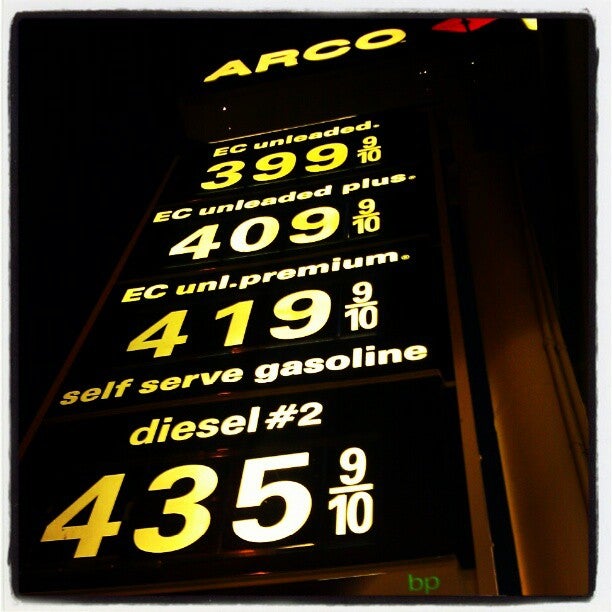 ARCO
EC unleaded.
399 9/10
EC unleaded plus.
409 9/10
EC unl.premium.
419 9/10
self serve gasoline
diesel #2
435 9/10
bp